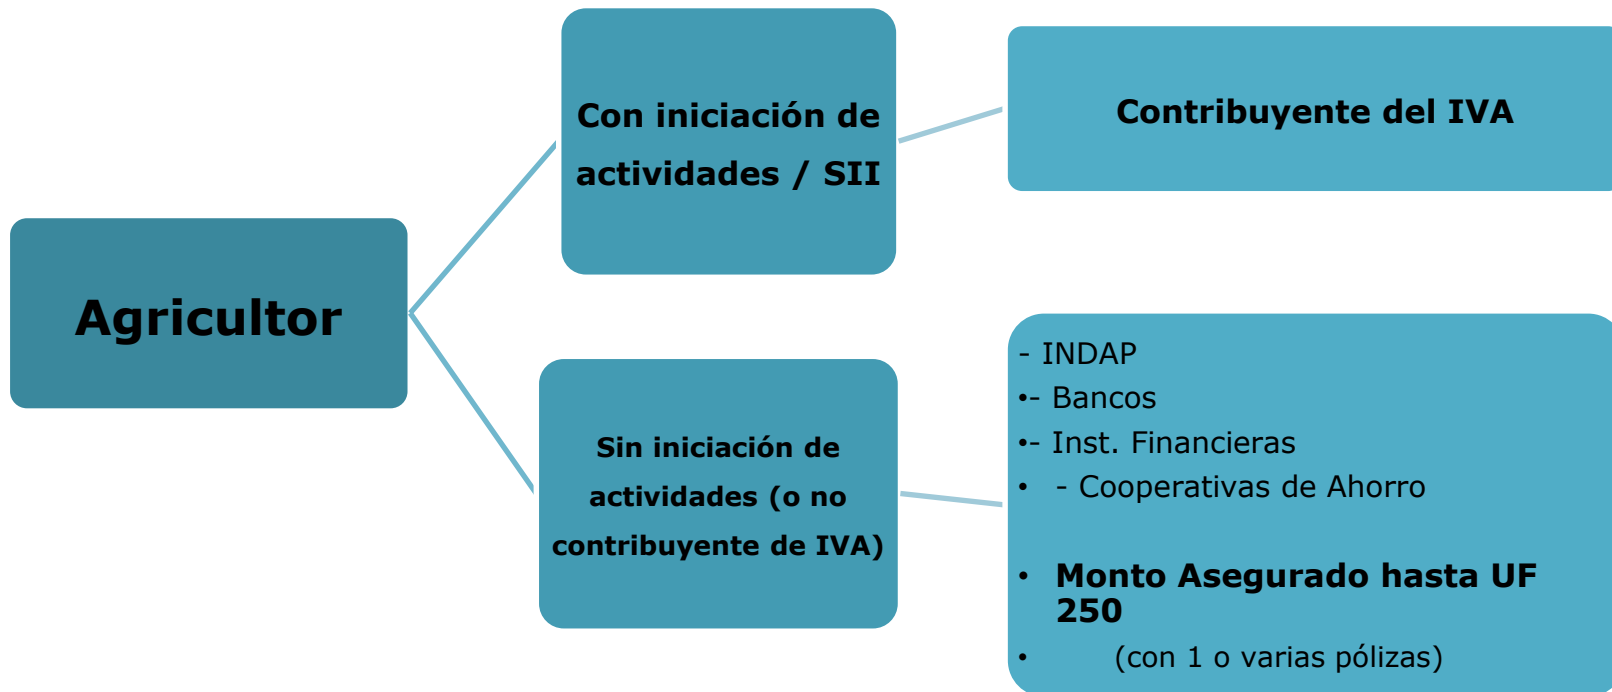 Agricultor
Con iniciación de
actividades / SII
Contribuyente del IVA
Sin iniciación de
actividades (o no
contribuyente de IVA)
- INDAP
•- Bancos
•- Inst. Financieras
• - Cooperativas de Ahorro
• Monto Asegurado hasta UF
250
• (con 1 o varias pólizas)